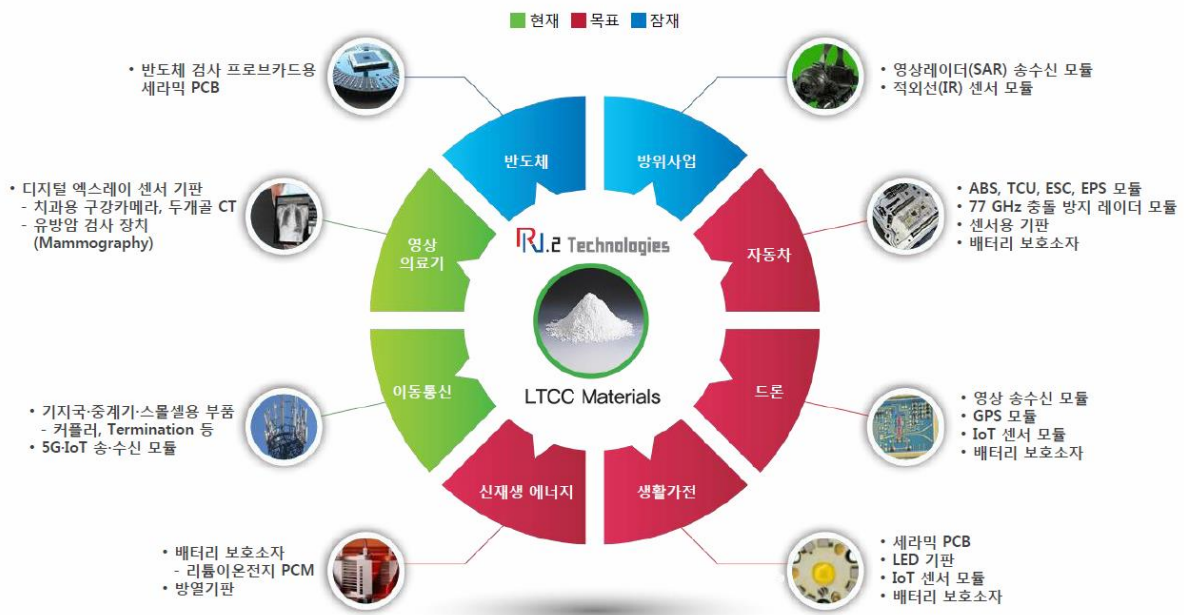 현재 목표 잠재
• 반도체 검사 프로브카드용
세라믹 PCB
• 영상레이더(SAR) 송수신 모듈
• 적외선(IR) 센서 모듈
반도체
방위사업
• 디지털 엑스레이 센서 기판
- 치과용 구강카메라, 두개골 CT
- 유방암 검사 장치
(Mammography)
• ABS, TCU, ESC, EPS 모듈
• 77 GHz 충돌 방지 레이더 모듈
• 센서용 기판
• 배터리 보호소자
영상
의료기
자동차
RN.2 Technologies
LTCC Materials
이동통신
드론
• 기지국·중계기·스몰셀용 부품
- 커플러, Termination 등
• 5G·IoT 송·수신 모듈
• 영상 송수신 모듈
• GPS 모듈
• IoT 센서 모듈
• 배터리 보호소자
신재생 에너지
생활가전
• 배터리 보호소자
- 리튬이온전지 PCM
• 방열기판
• 세라믹 PCB
• LED 기판
• IoT 센서 모듈
• 배터리 보호소자